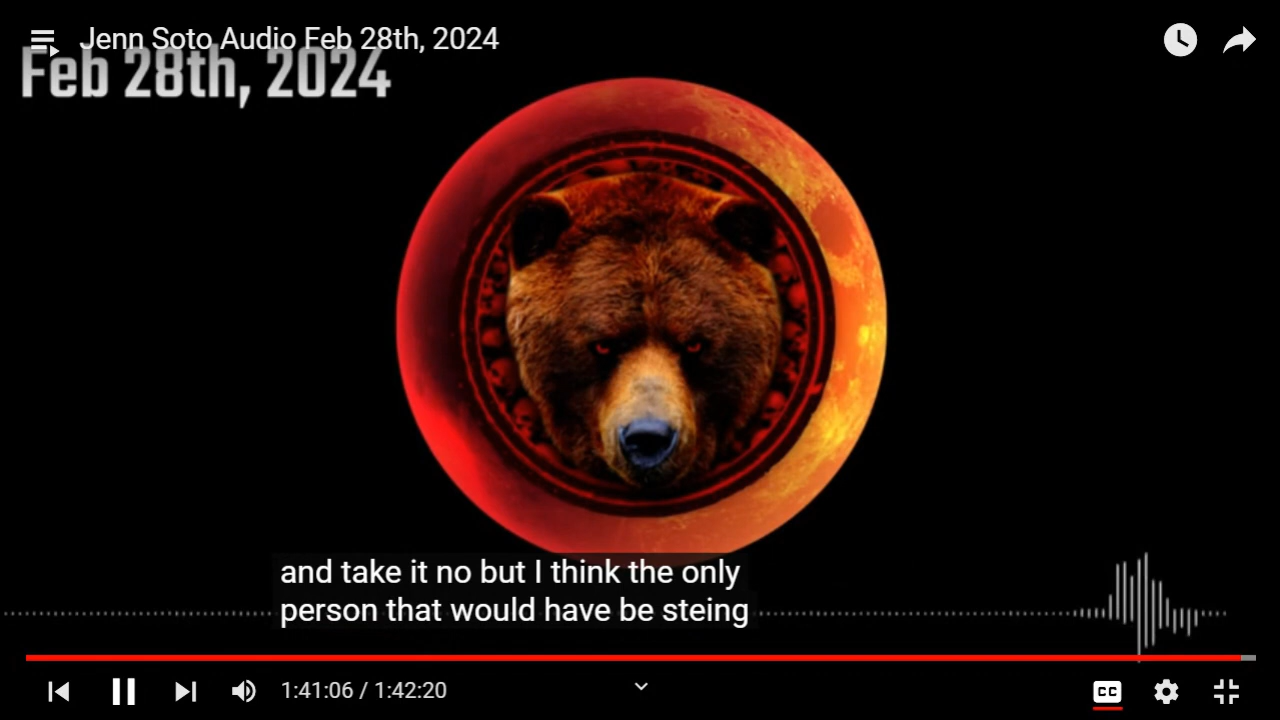 Jenn Soto Audio Feb 28th, 2024
Feb 28th, 2024
and take it no but I think the only
person that would have be steing
1:41:06 / 1:42:20
CC